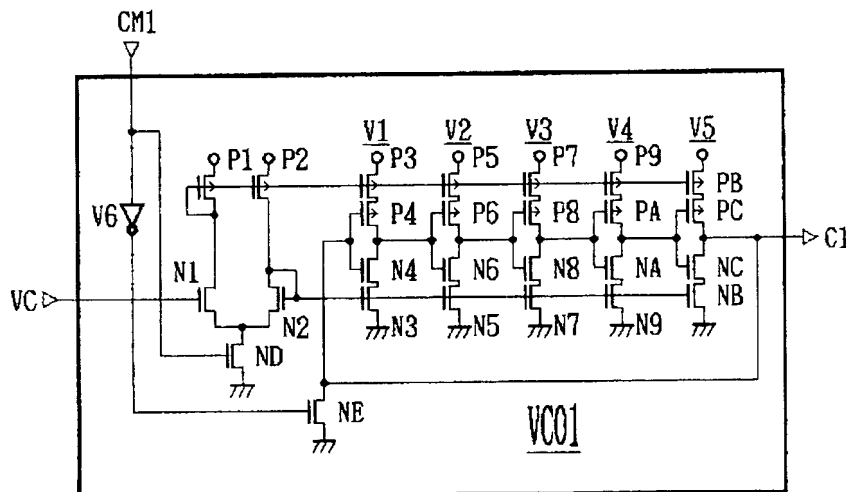 CM1
V1 V2 V3 V4 V5
P1 P2 P3 P5 P7 P9 PB
P4 P6 P8 PA PC
V6
C1
N1 N4 N6 N8 NA NC
VC
N2 N3 N5 N7 N9 NB
ND
NE
VCO1